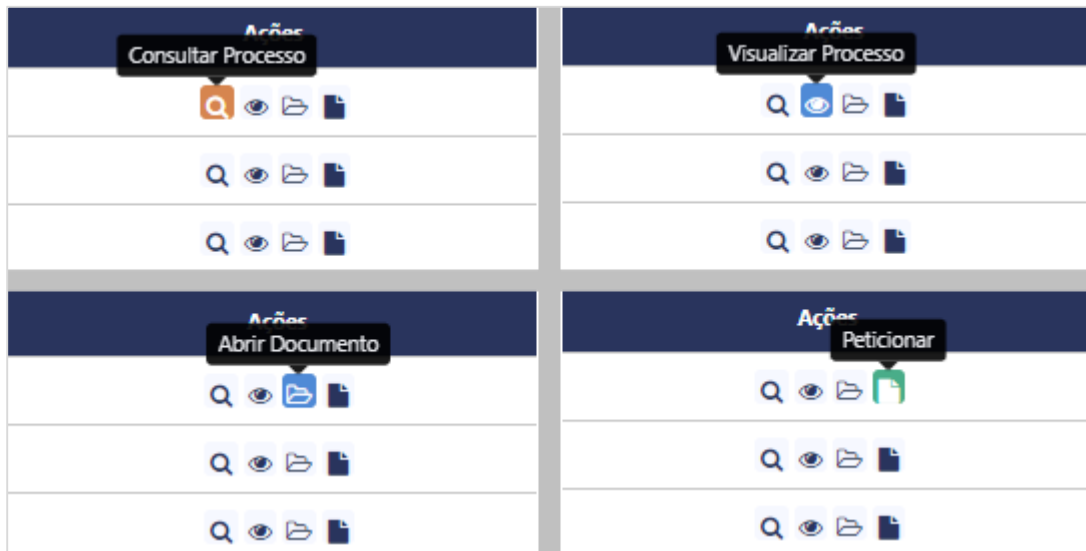 Ações
Consultar Processo
Ações
Visualizar Processo
Ações
Abrir Documento
Ações
Peticionar